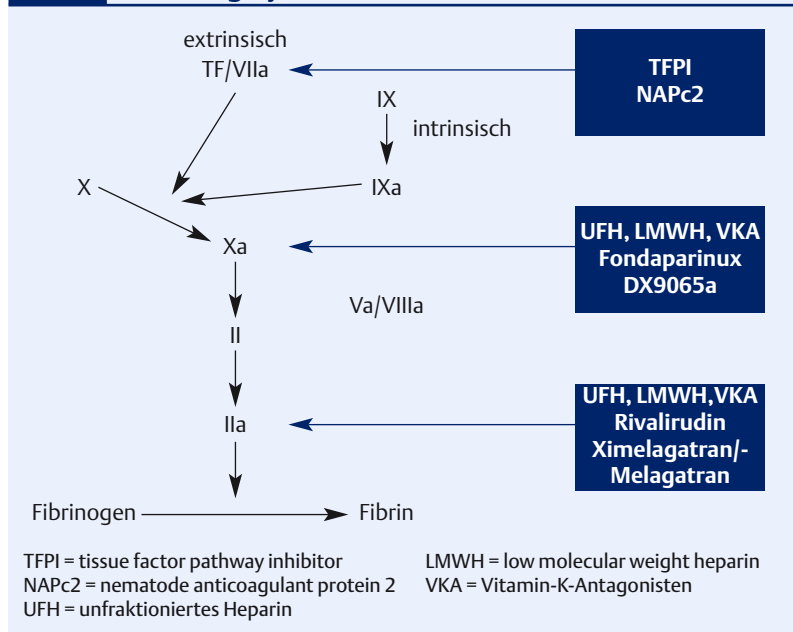 extrinsisch
TF/VIIa
TFPI
NAPc2
IX
intrinsisch
X
IXa
UFH, LMWH, VKA
Fondaparinux
DX9065a
Xa
Va/VIIIa
II
UFH, LMWH,VKA
Rivalirudin
Ximelagatran/-
Melagatran
IIa
Fibrinogen
Fibrin
TFPI = tissue factor pathway inhibitor
NAPc2 = nematode anticoagulant protein 2
UFH = unfraktioniertes Heparin
LMWH = low molecular weight heparin
VKA = Vitamin-K-Antagonisten